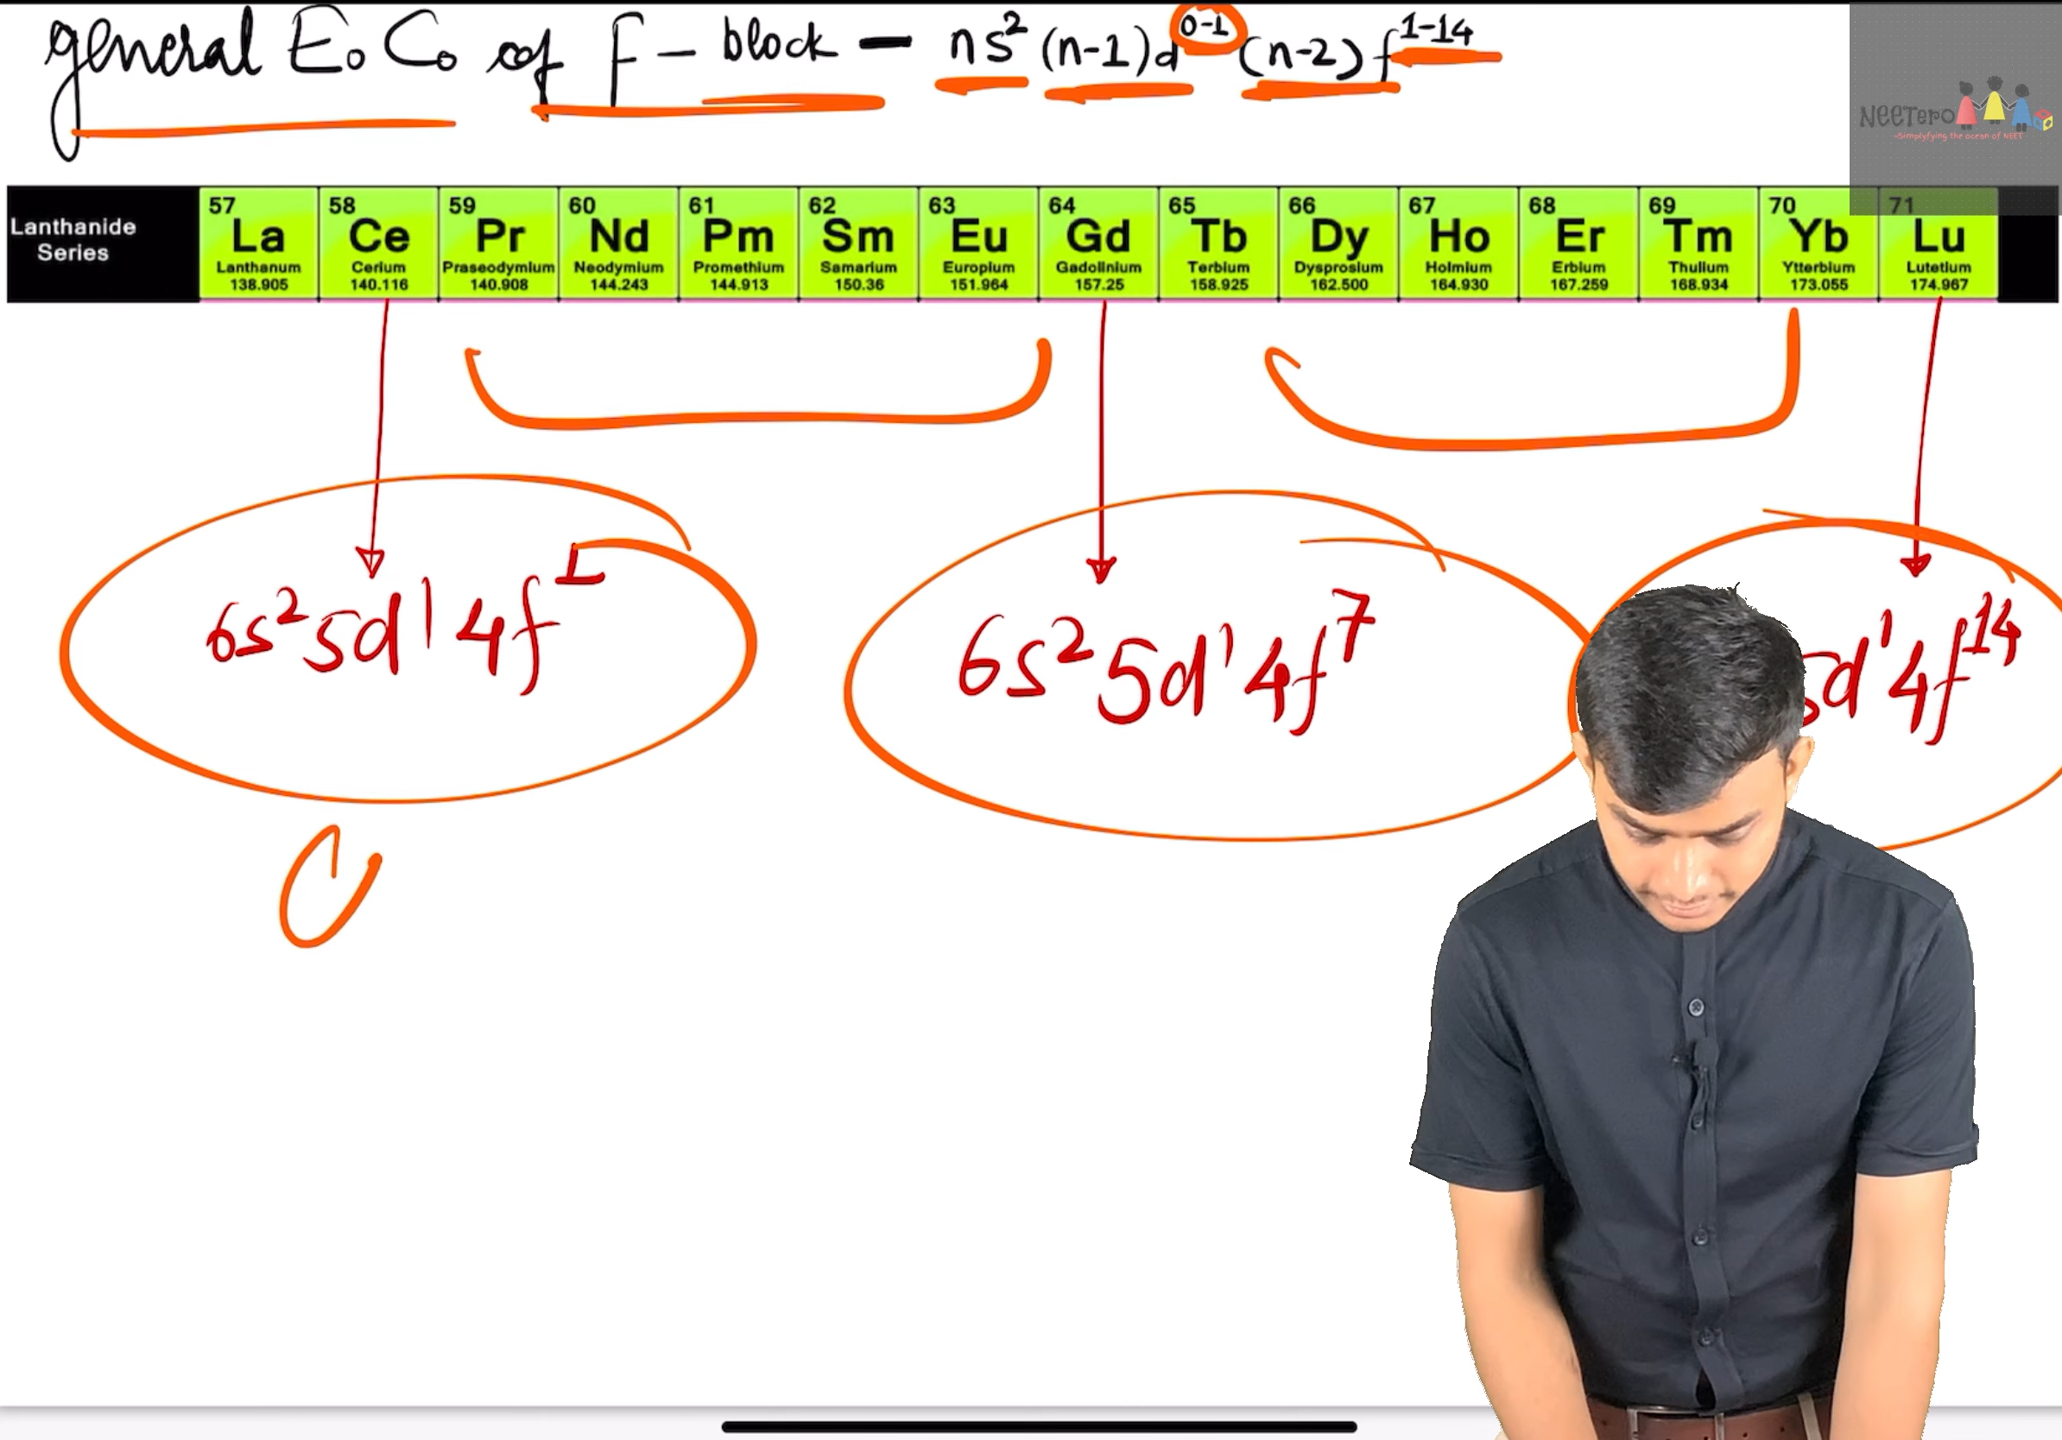 general E. C. of F - block - ns² (n-1)d⁰⁻¹ (n-2)f¹⁻¹⁴
NEETero
-Simplyfying the ocean of NEET-
Lanthanide Series
57 La Lanthanum 138.905
58 Ce Cerium 140.116
59 Pr Praseodymium 140.908
60 Nd Neodymium 144.243
61 Pm Promethium 144.913
62 Sm Samarium 150.36
63 Eu Europium 151.964
64 Gd Gadolinium 157.25
65 Tb Terbium 158.925
66 Dy Dysprosium 162.500
67 Ho Holmium 164.930
68 Er Erbium 167.259
69 Tm Thulium 168.934
70 Yb Ytterbium 173.055
71 Lu Lutetium 174.967
6s² 5d¹ 4f¹
6s² 5d¹ 4f⁷
5d¹ 4f¹⁴